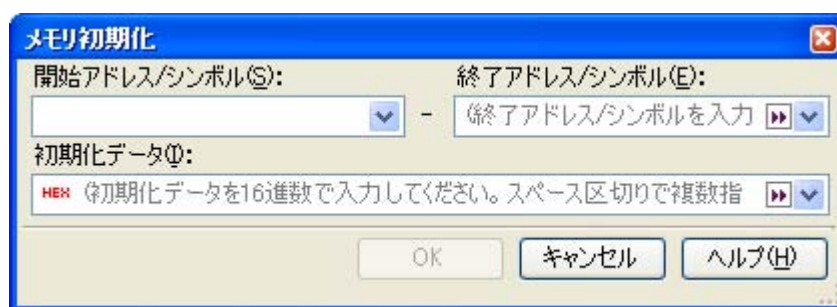 メモリ初期化
開始アドレス/シンボル(S): 終了アドレス/シンボル(E):
- (終了アドレス/シンボルを入力
初期化データ(I):
HEX (初期化データを16進数で入力してください。スペース区切りで複数指
OK キャンセル ヘルプ(H)